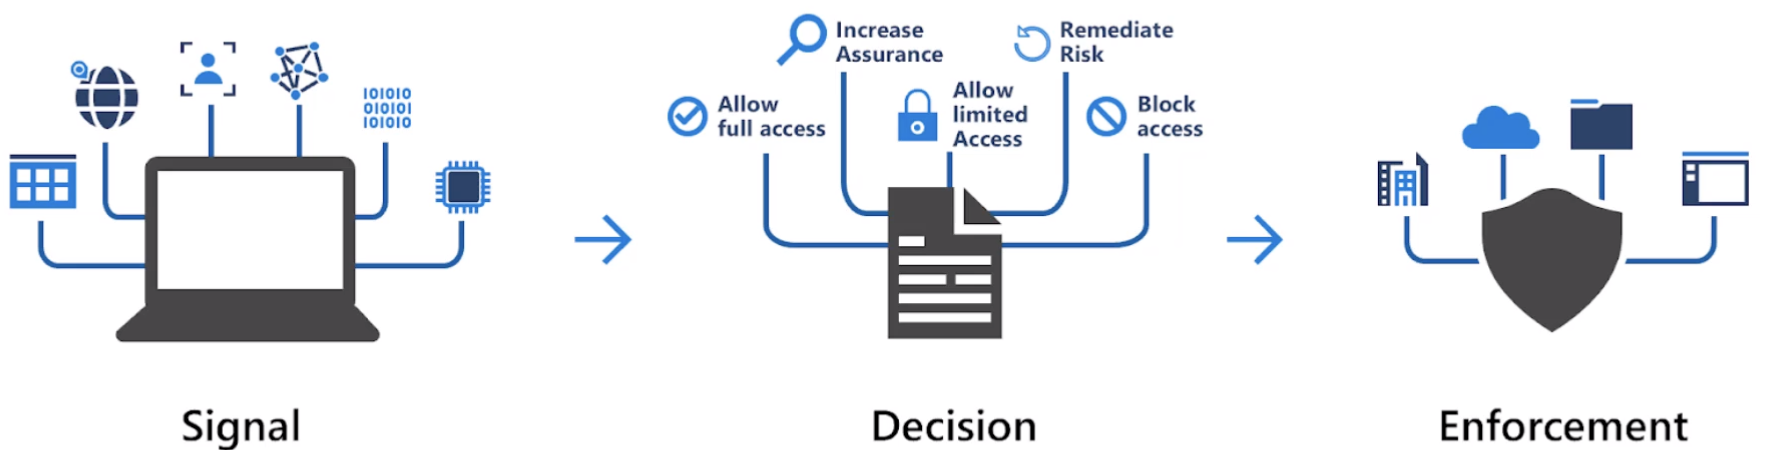 Increase
Assurance
Remediate
Risk
Allow
full access
Allow
limited
Access
Block
access
101010
010101
101010
Signal
Decision
Enforcement